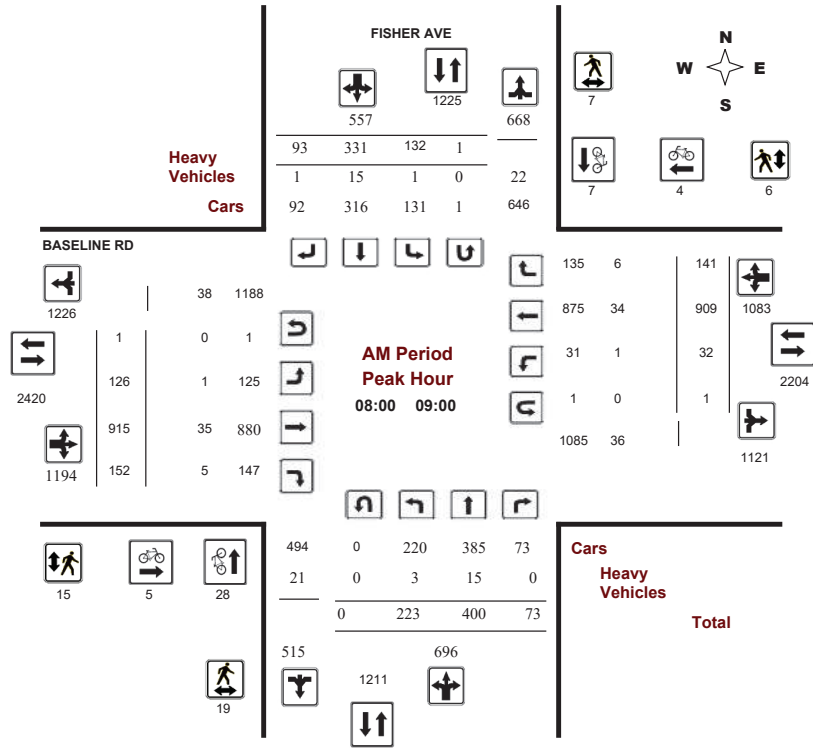 FISHER AVE
N
W E
S
1225
7
557 668
93 331 132 1
Heavy
Vehicles
1 15 1 0 22
7 4 6
Cars 92 316 131 1 646
BASELINE RD
135 6 141
1226
38 1188
875 34 909 1083
1 0 1
AM Period
31 1 32
Peak Hour
2420
126 1 125
2204
08:00 09:00
1 0 1
915 35 880
1085 36
1121
1194
152 5 147
494 0 220 385 73 Cars
21 0 3 15 0 Heavy
Vehicles
15 5 28
0 223 400 73
Total
515 696
1211
19